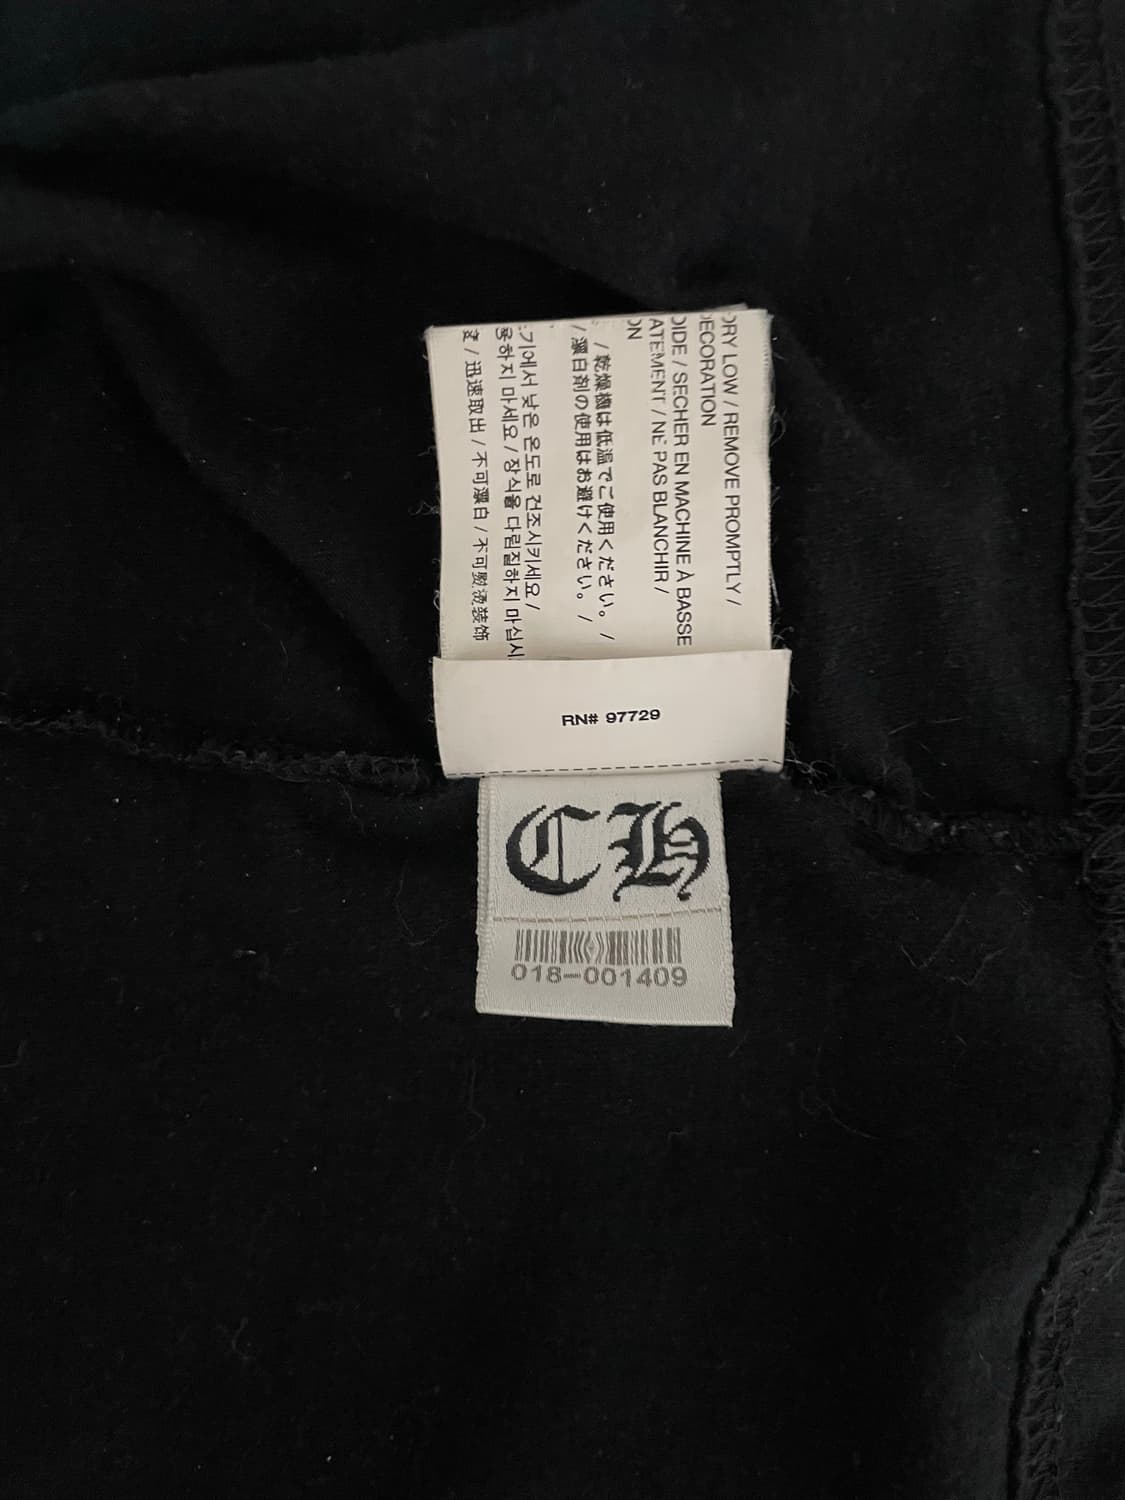 DRY LOW / REMOVE PROMPTLY /
DECORATION
OIDE / SECHER EN MACHINE À BASSE
ATEMENT / NE PAS BLANCHIR /
ON
/ 乾燥機は低温でご使用ください。 /
/漂白剤の使用はお避けください。 /
기에서 낮은 온도로 건조시키세요 /
용하지 마세요 / 장식을 다림질하지 마십시
/ 迅速取出 / 不可漂白 / 不可熨烫装饰
RN# 97729
CH
018-001409